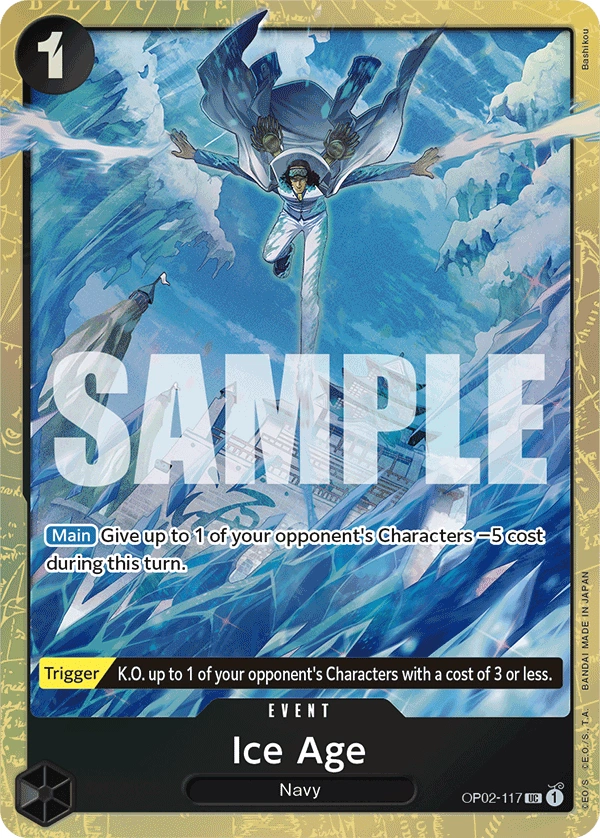 1
Bashikou
SAMPLE
Main Give up to 1 of your opponent's Characters −5 cost
during this turn.
Trigger K.O. up to 1 of your opponent's Characters with a cost of 3 or less.
EVENT
Ice Age
Navy
OP02-117 UC 1
©E.O./S., T.A. BANDAI MADE IN JAPAN